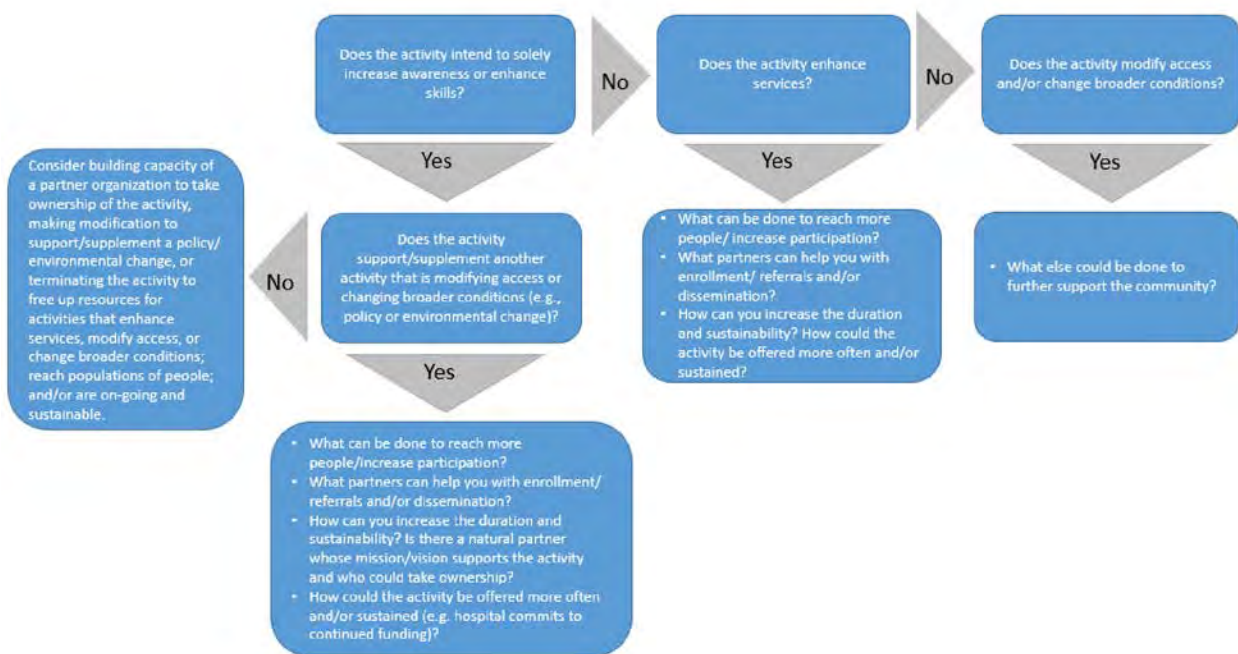 Does the activity intend to solely
increase awareness or enhance
skills?
No
Does the activity enhance
services?
No
Does the activity modify access
and/or change broader conditions?
Yes
Yes
Yes
Consider building capacity of
a partner organization to take
ownership of the activity,
making modification to
support/supplement a policy/
environmental change, or
terminating the activity to
free up resources for
activities that enhance
services, modify access, or
change broader conditions;
reach populations of people;
and/or are on-going and
sustainable.
No
Does the activity
support/supplement another
activity that is modifying access or
changing broader conditions (e.g.,
policy or environmental change)?
• What can be done to reach more
people/ increase participation?
• What partners can help you with
enrollment/ referrals and/or
dissemination?
• How can you increase the duration
and sustainability? How could the
activity be offered more often and/or
sustained?
• What else could be done to
further support the community?
Yes
• What can be done to reach more
people/increase participation?
• What partners can help you with enrollment/
referrals and/or dissemination?
• How can you increase the duration and
sustainability? Is there a natural partner
whose mission/vision supports the activity
and who could take ownership?
• How could the activity be offered more often
and/or sustained (e.g. hospital commits to
continued funding)?